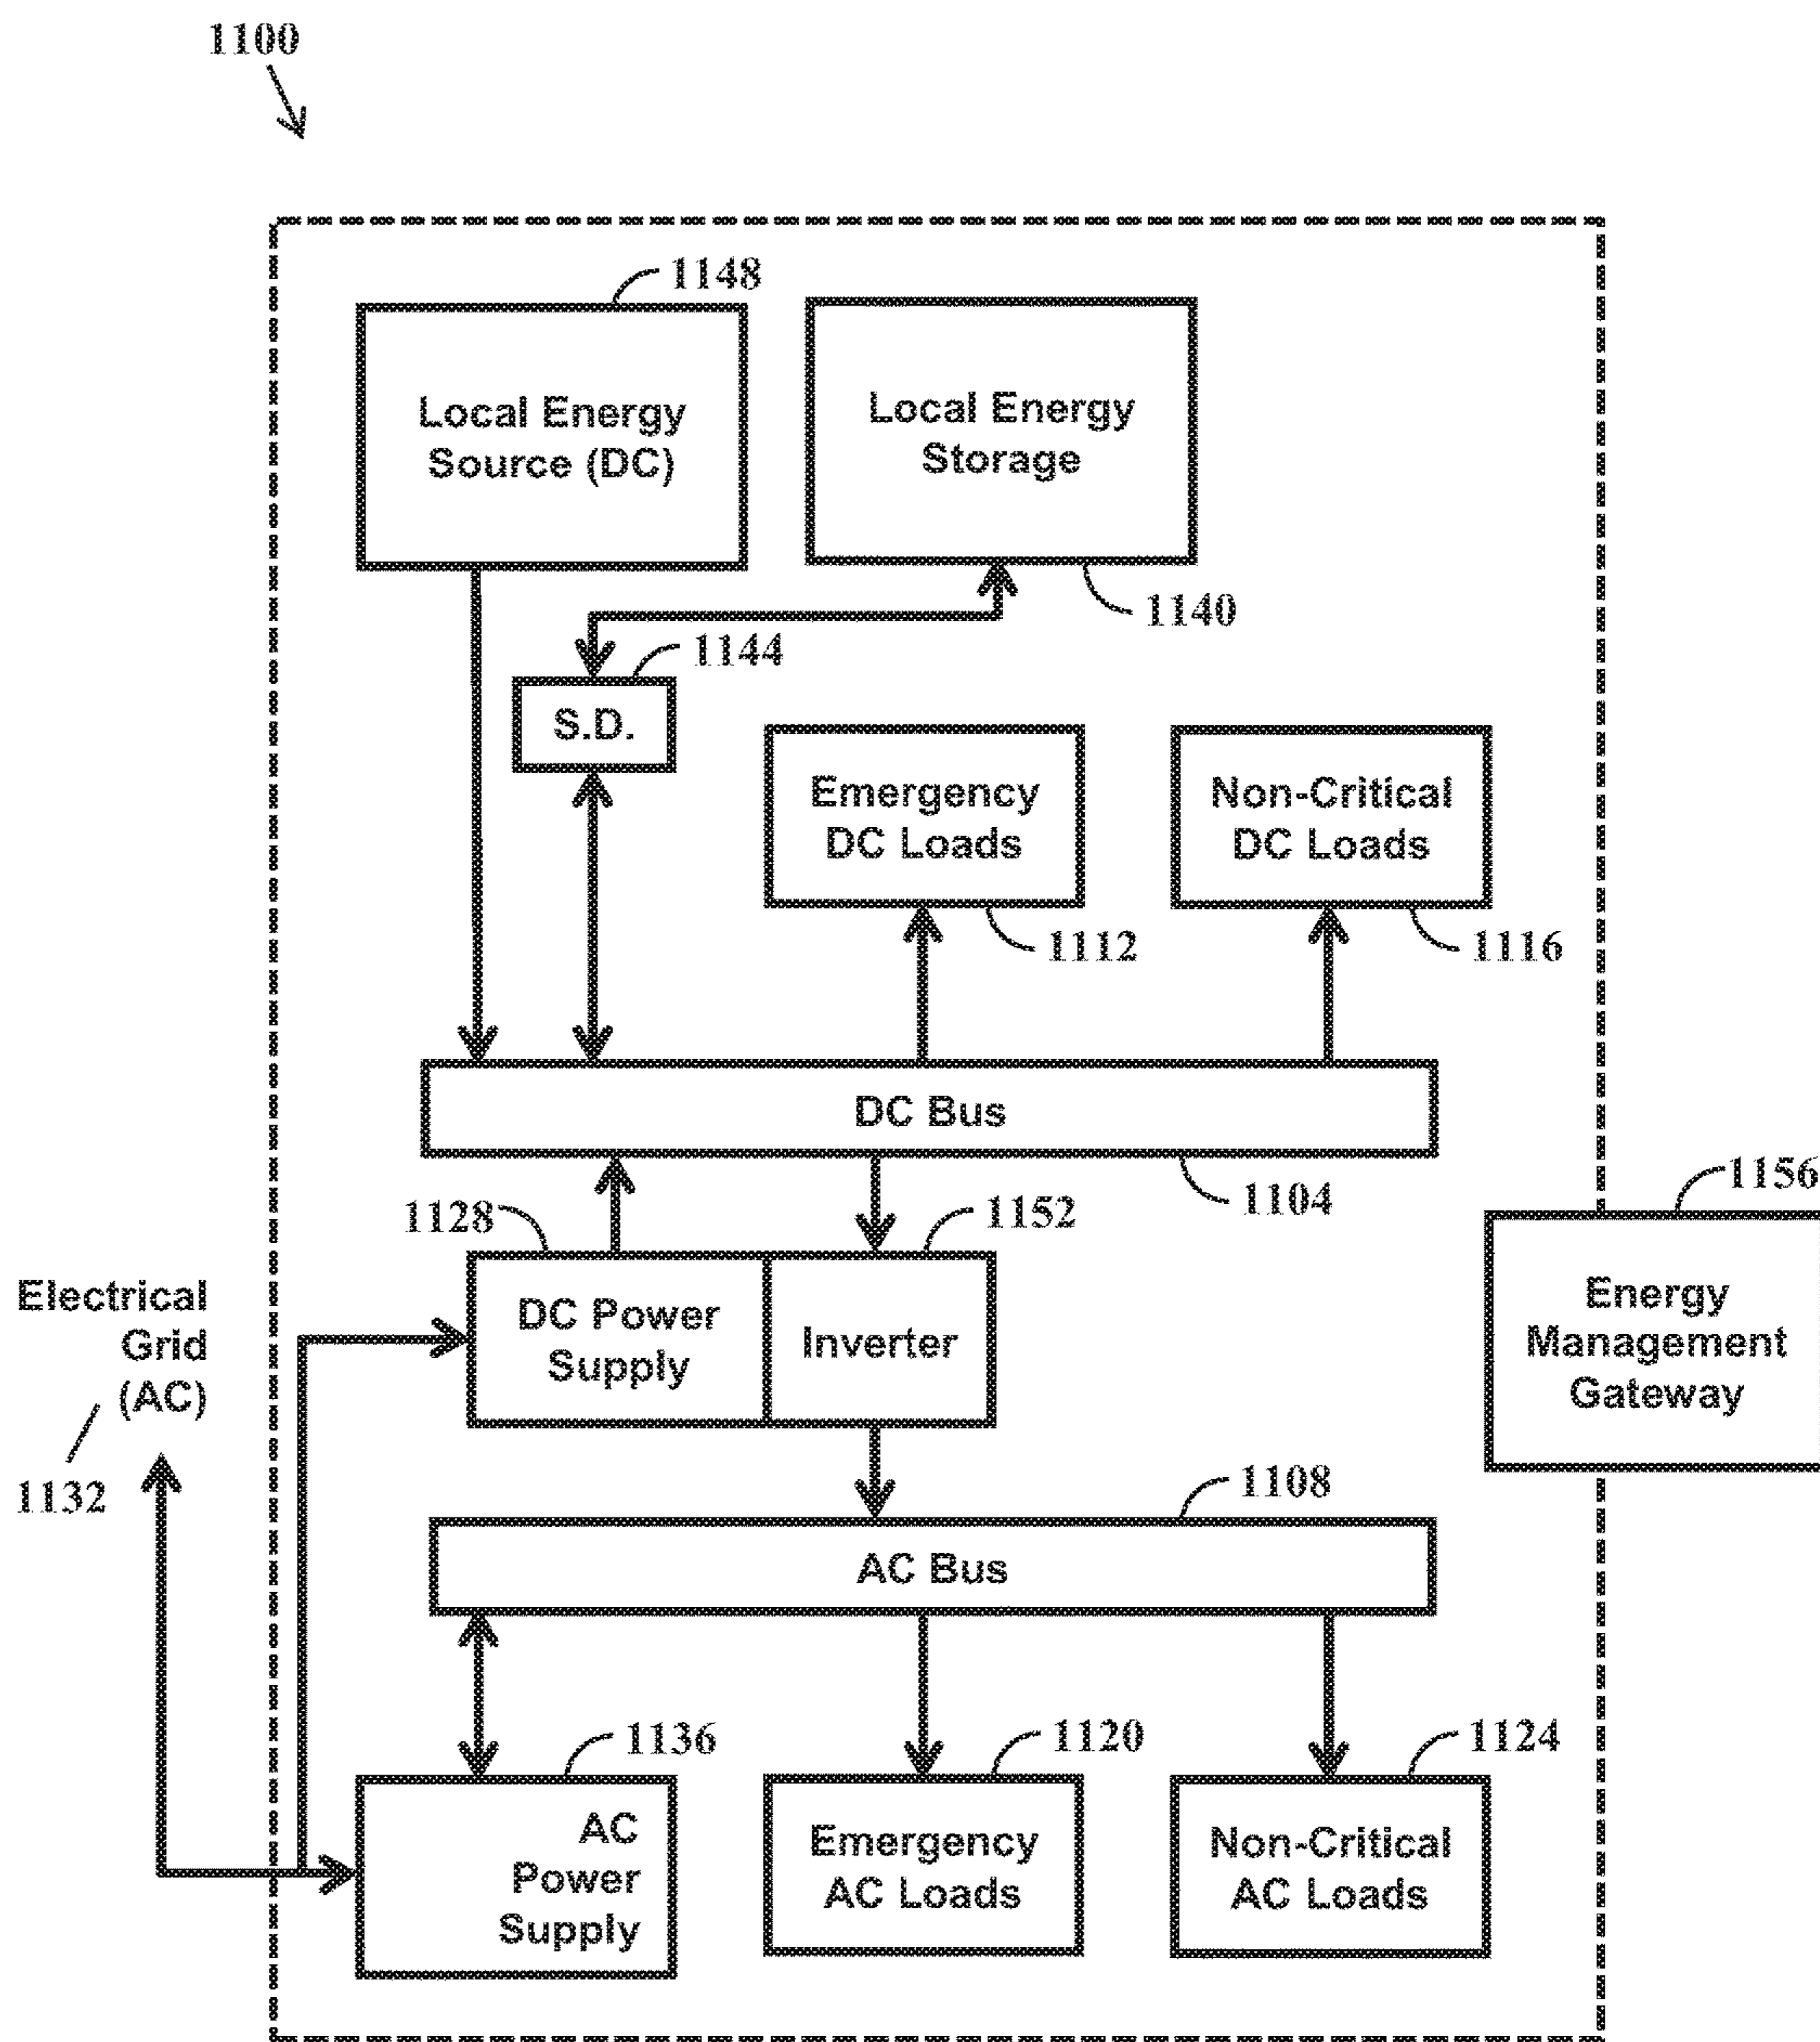 1100
1148
Local Energy
Source (DC)
Local Energy
Storage
1140
1144
S.D.
Emergency
DC Loads
Non-Critical
DC Loads
1112
1116
DC Bus
1104
1156
1128
1152
DC Power
Supply
Inverter
Energy
Management
Gateway
Electrical
Grid
(AC)
1132
1108
AC Bus
1136
1120
1124
AC
Power
Supply
Emergency
AC Loads
Non-Critical
AC Loads